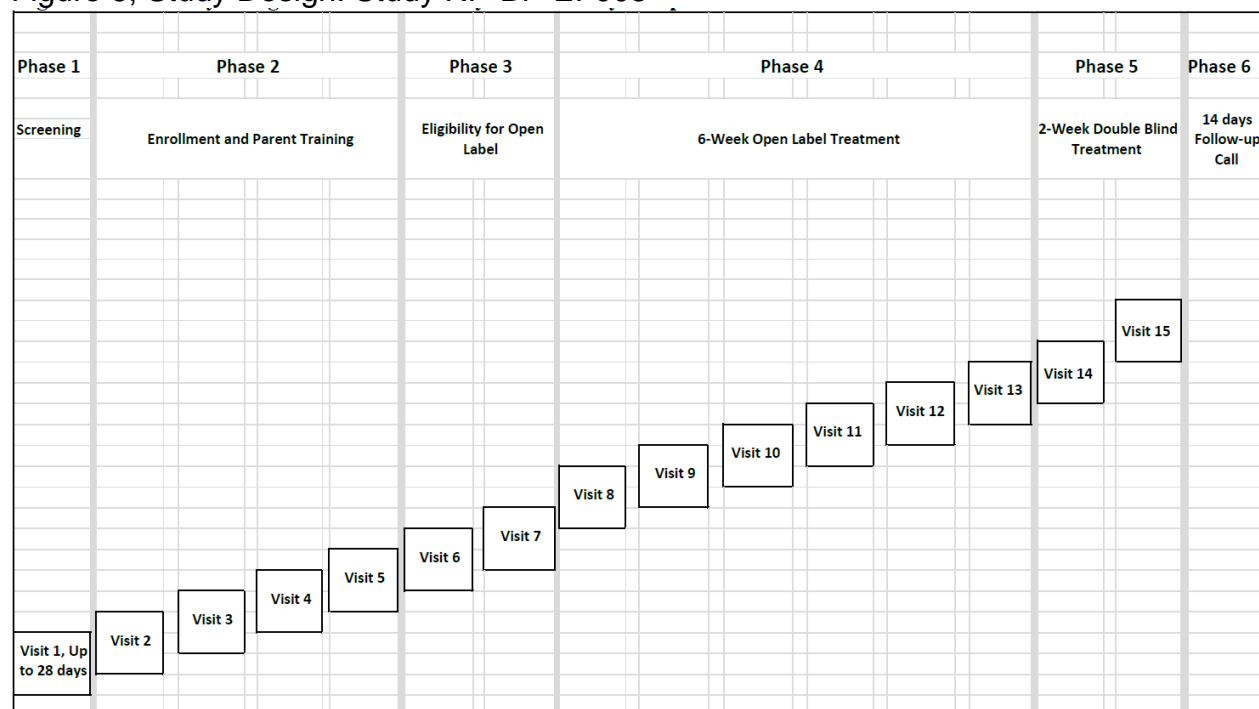 Phase 1
Phase 2
Phase 3
Phase 4
Phase 5
Phase 6
Screening
Enrollment and Parent Training
Eligibility for Open
Label
6-Week Open Label Treatment
2-Week Double Blind
Treatment
14 days
Follow-up
Call
Visit 15
Visit 14
Visit 13
Visit 12
Visit 11
Visit 10
Visit 9
Visit 8
Visit 7
Visit 6
Visit 5
Visit 4
Visit 3
Visit 2
Visit 1, Up
to 28 days